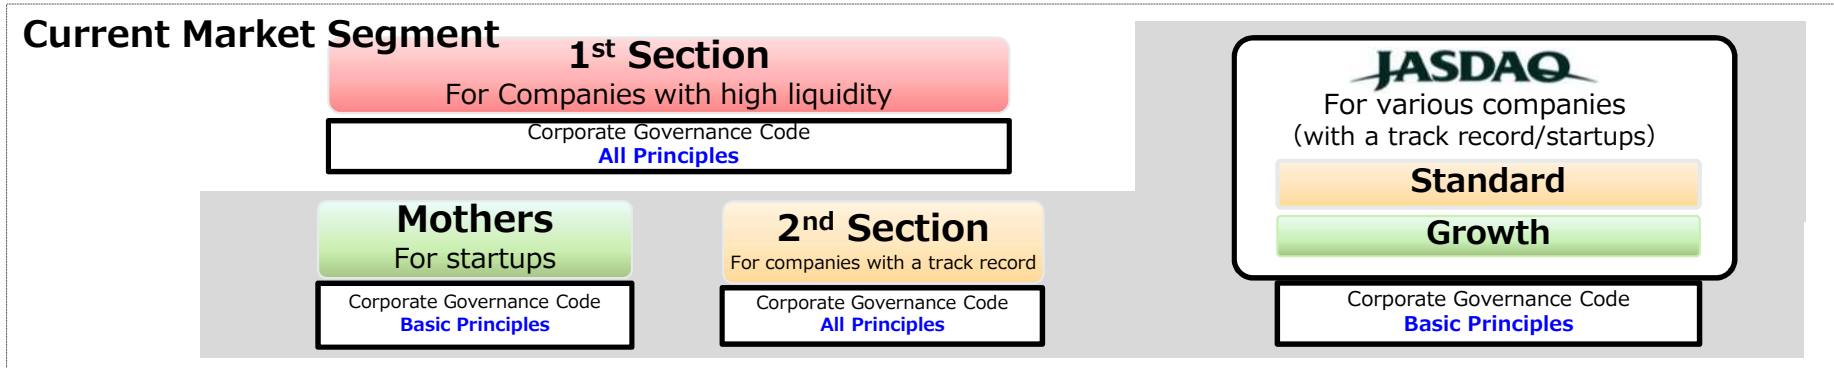 Current Market Segment
1st Section
For Companies with high liquidity
Corporate Governance Code
All Principles
Mothers
For startups
Corporate Governance Code
Basic Principles
2nd Section
For companies with a track record
Corporate Governance Code
All Principles
JASDAQ
For various companies
(with a track record/startups)
Standard
Growth
Corporate Governance Code
Basic Principles